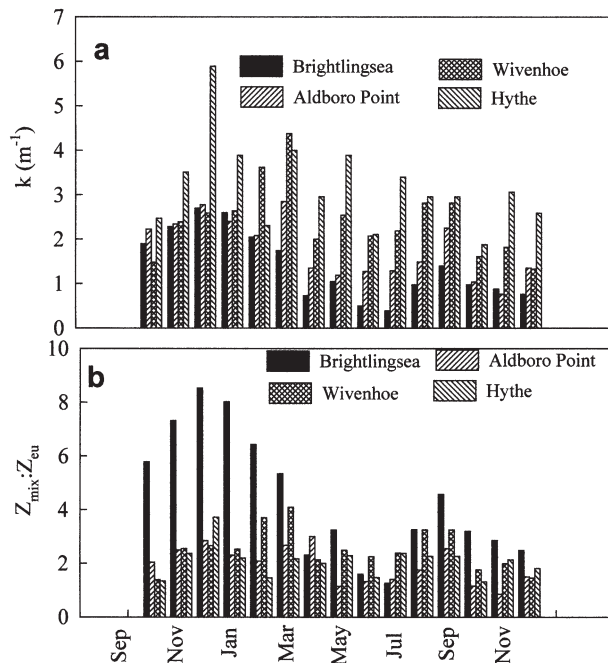 a
7
6
5
4
3
2
1
0
k (m⁻¹)
Brightlingsea
Aldboro Point
Wivenhoe
Hythe
b
10
8
6
4
2
0
Zmix:Zeu
Brightlingsea
Aldboro Point
Wivenhoe
Hythe
Sep
Nov
Jan
Mar
May
Jul
Sep
Nov